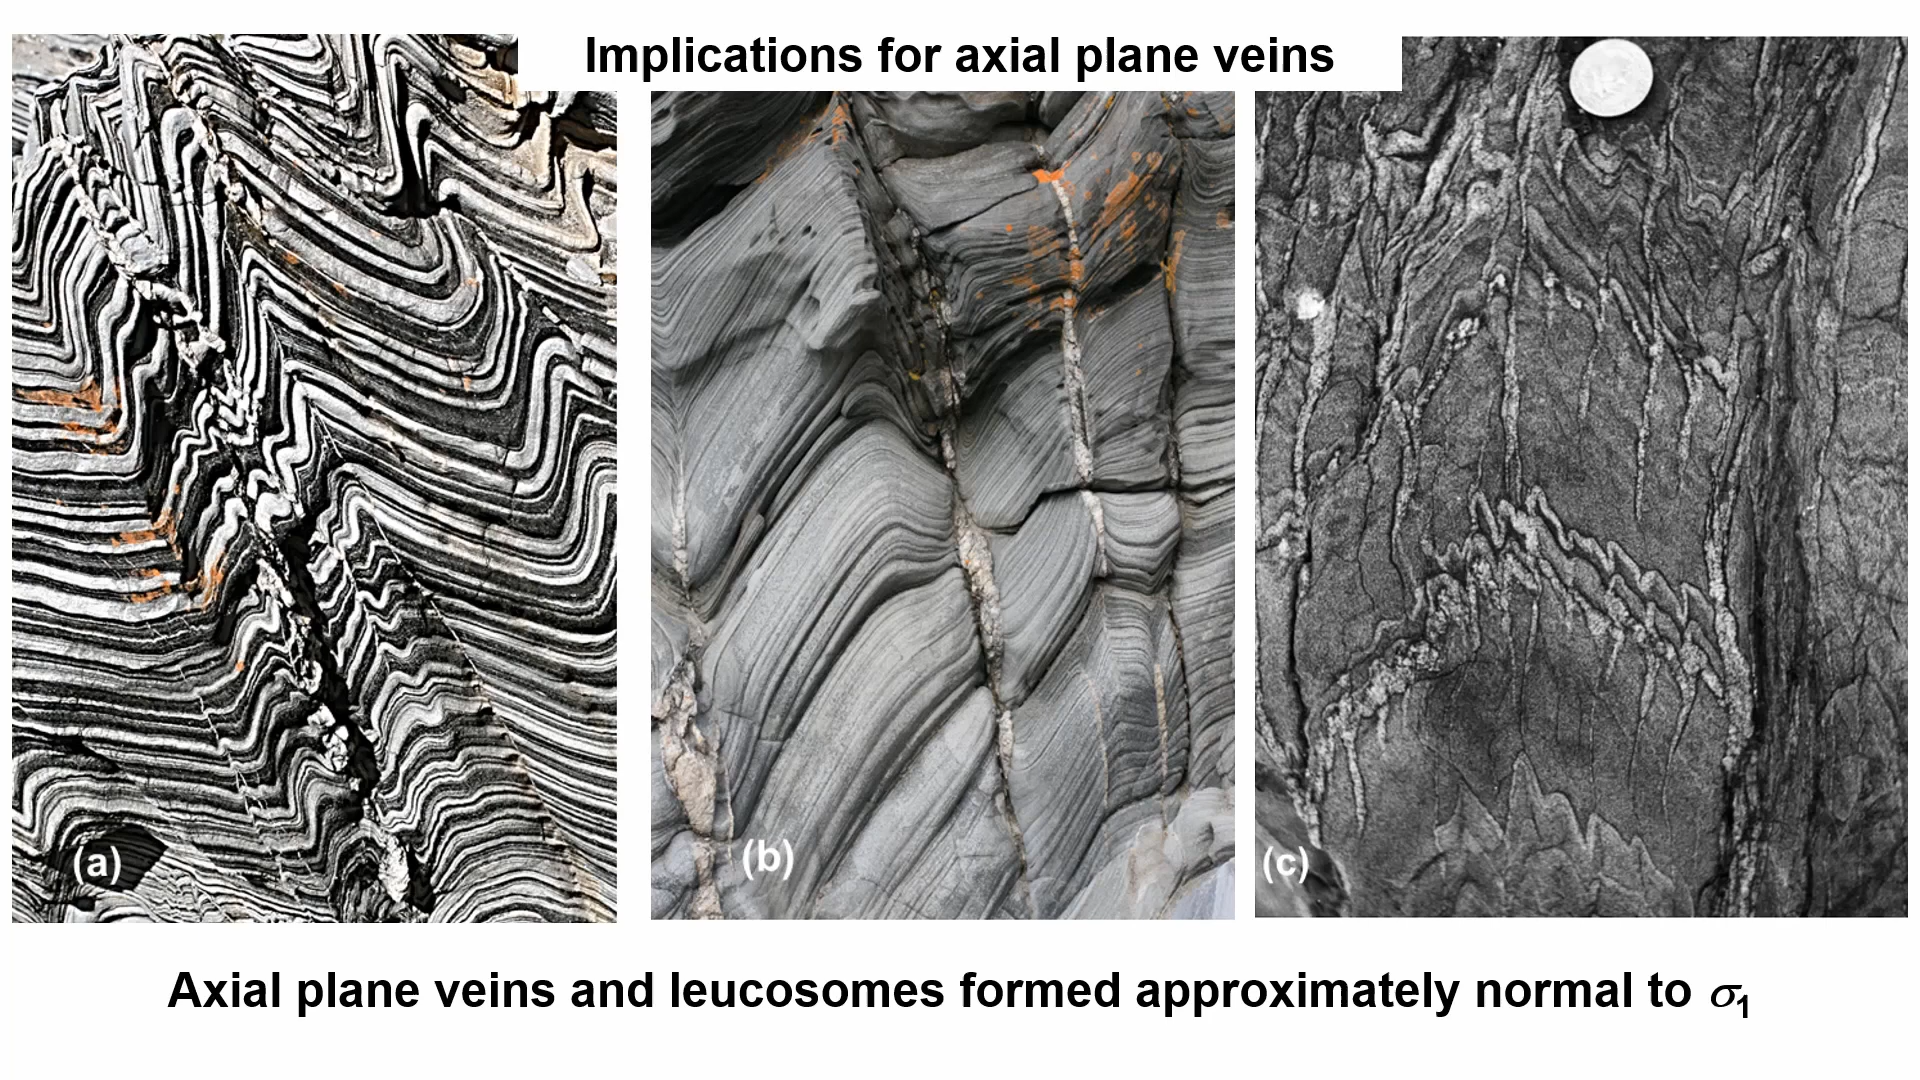 Implications for axial plane veins
(a)
(b)
(c)
Axial plane veins and leucosomes formed approximately normal to σ₁